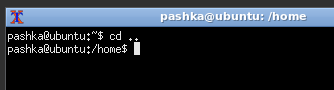 pashka@ubuntu: /home
pashka@ubuntu:~$ cd ..
pashka@ubuntu:/home$